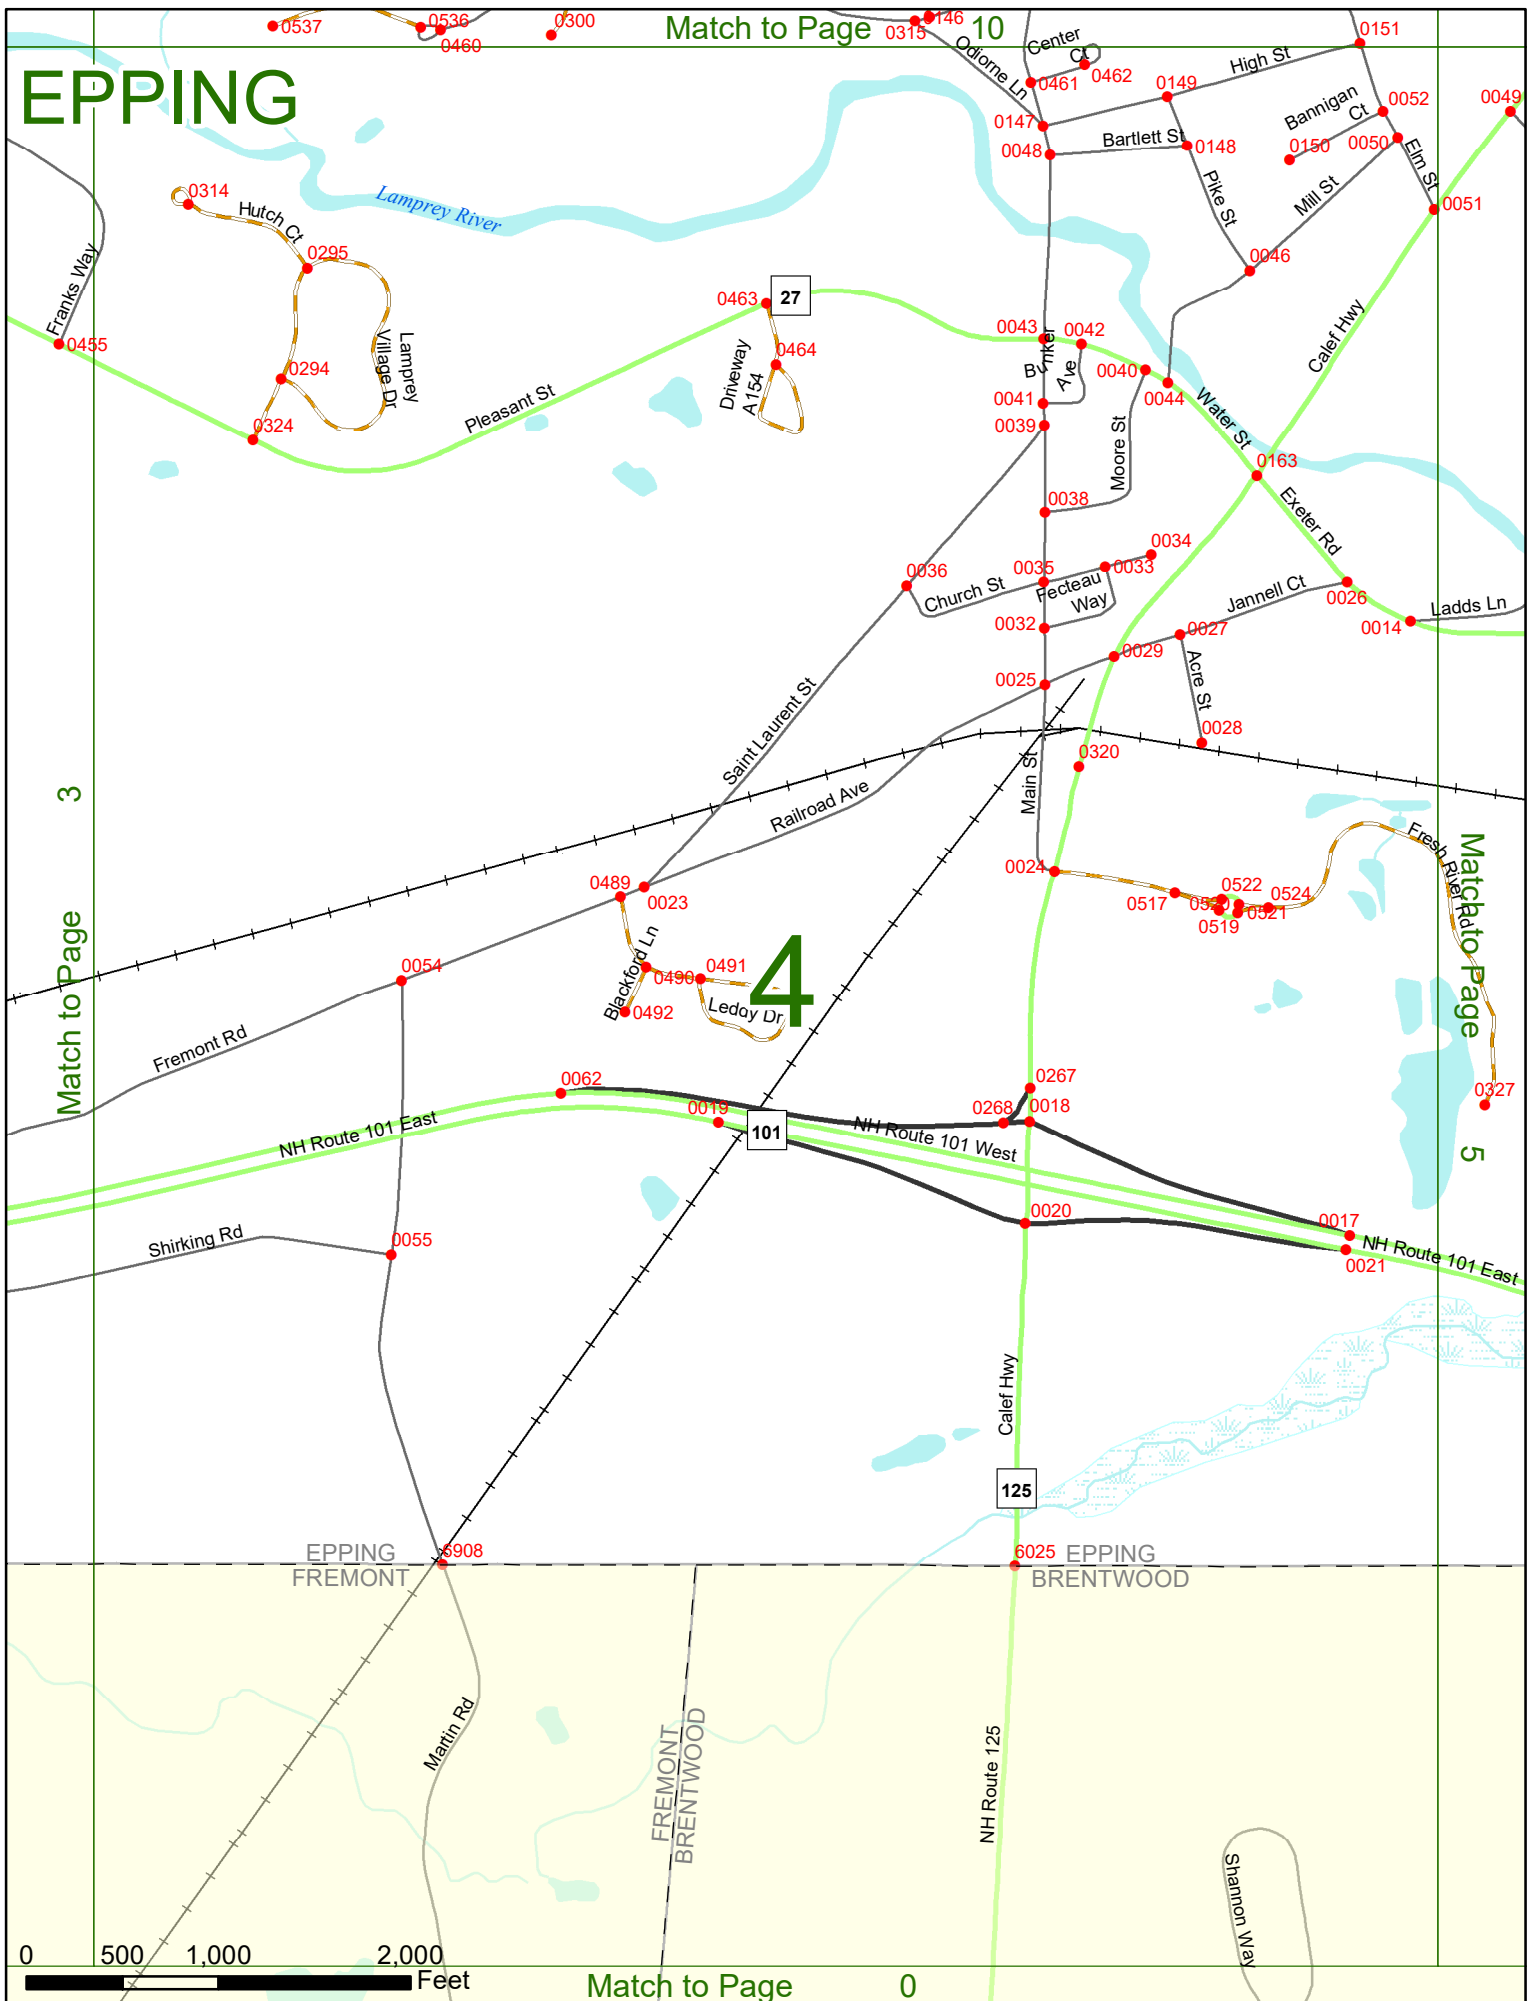 0537
0536
0460
0300
Match to Page 10
0315
0146
Odiorne Ln
Center Ct
0461
0462
0151
EPPING
0149
High St
0147
0048
Bartlett St
0148
Bannigan Ct
0150
0052
0050
0049
Elm St
0051
Pike St
Mill St
0046
Lamprey River
0314
Hutch Ct
0295
Franks Way
0455
0294
Lamprey Village Dr
0324
Pleasant St
0463
27
0464
Driveway A154
0043
0042
Bunker Ave
0040
0044
0041
0039
Water St
Moore St
Calef Hwy
0163
Exeter Rd
0038
0034
0033
0036
0035
Church St
Fecteau Way
0032
Jannell Ct
0026
0014
Ladds Ln
0027
0029
0025
Acre St
0028
Saint Laurent St
0320
Main St
Railroad Ave
Match to Page 3
Fresh River Rd
0024
0517
0522
0520
0519
0521
0524
Match to Page 5
0489
0023
0054
Blackford Ln
0490
0491
0492
Leddy Dr
4
Fremont Rd
0062
0019
101
0267
0268
0018
0327
NH Route 101 East
NH Route 101 West
0020
0017
0021
NH Route 101 East
Shirking Rd
0055
Calef Hwy
125
6908
6025
EPPING
FREMONT
EPPING
BRENTWOOD
Martin Rd
FREMONT
BRENTWOOD
NH Route 125
Shannon Way
0 500 1,000 2,000
Feet
Match to Page 0